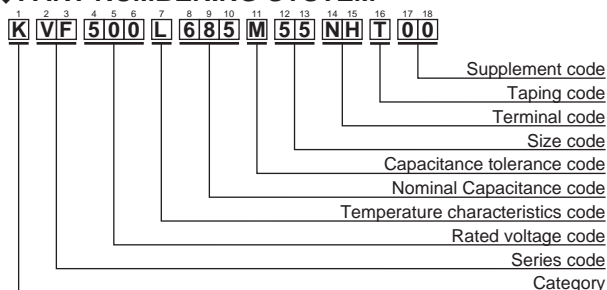 PART NUMBERING SYSTEM
1 2 3 4 5 6 7 8 9 10 11 12 13 14 15 16 17 18
K VF 500 L 685 M 55 NH T 00
Supplement code
Taping code
Terminal code
Size code
Capacitance tolerance code
Nominal Capacitance code
Temperature characteristics code
Rated voltage code
Series code
Category